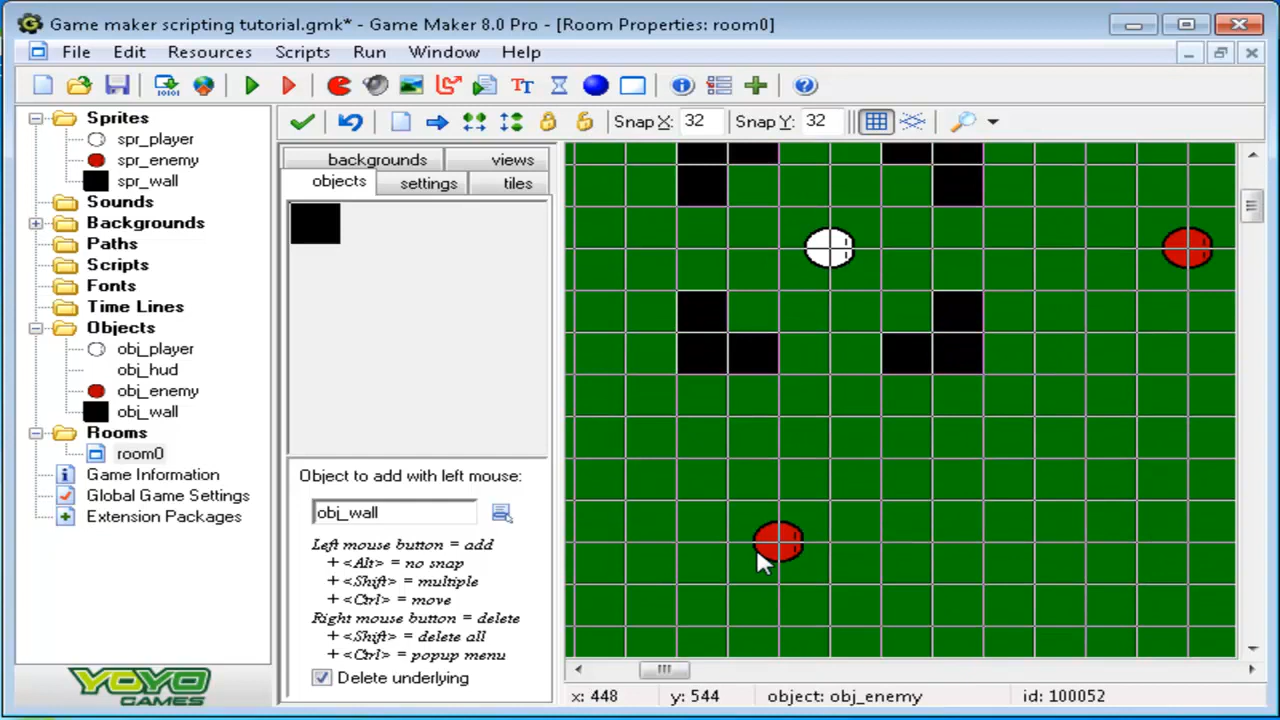 Game maker scripting tutorial.gmk* - Game Maker 8.0 Pro - [Room Properties: room0]
File Edit Resources Scripts Run Window Help
Snap X: 32 Snap Y: 32
Sprites
spr_player
spr_enemy
spr_wall
Sounds
Backgrounds
Paths
Scripts
Fonts
Time Lines
Objects
obj_player
obj_hud
obj_enemy
obj_wall
Rooms
room0
Game Information
Global Game Settings
Extension Packages
YOYO
GAMES
backgrounds views
objects settings tiles
Object to add with left mouse:
obj_wall
Left mouse button = add
+ <Alt> = no snap
+ <Shift> = multiple
+ <Ctrl> = move
Right mouse button = delete
+ <Shift> = delete all
+ <Ctrl> = popup menu
Delete underlying
x: 448 y: 544 object: obj_enemy id: 100052